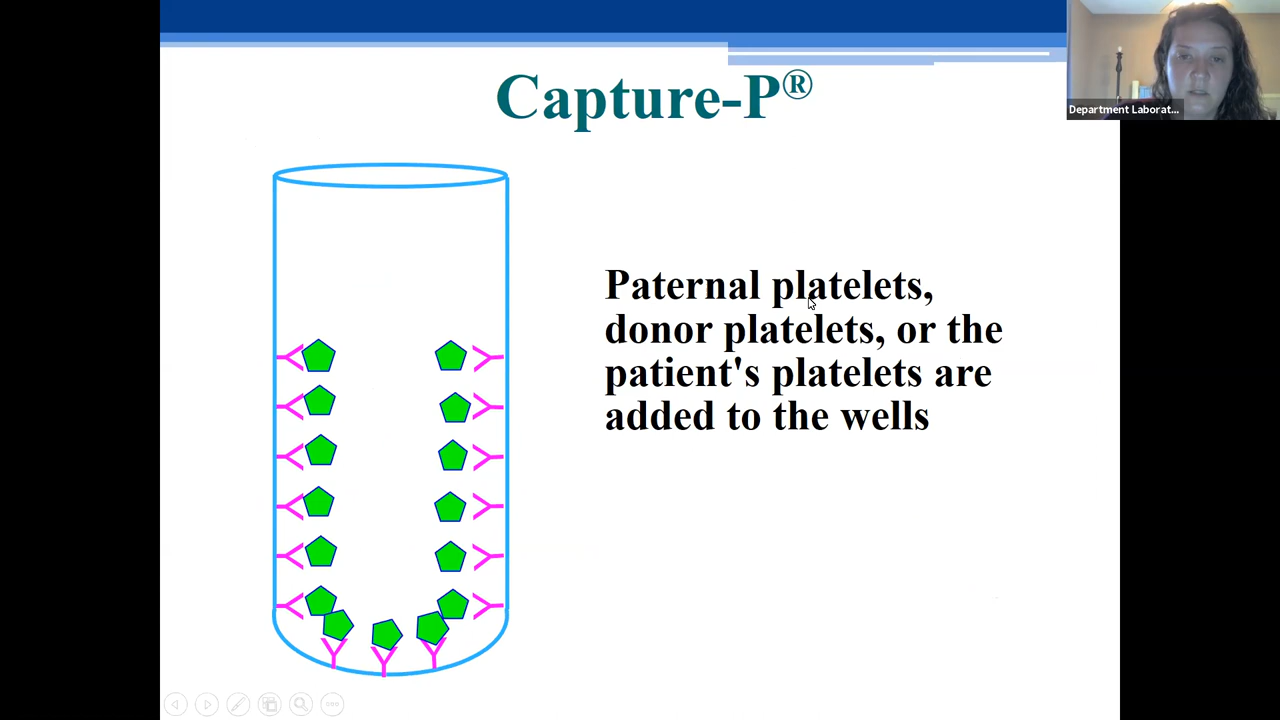 Capture-P®
Department Laborat...
Paternal platelets,
donor platelets, or the
patient's platelets are
added to the wells